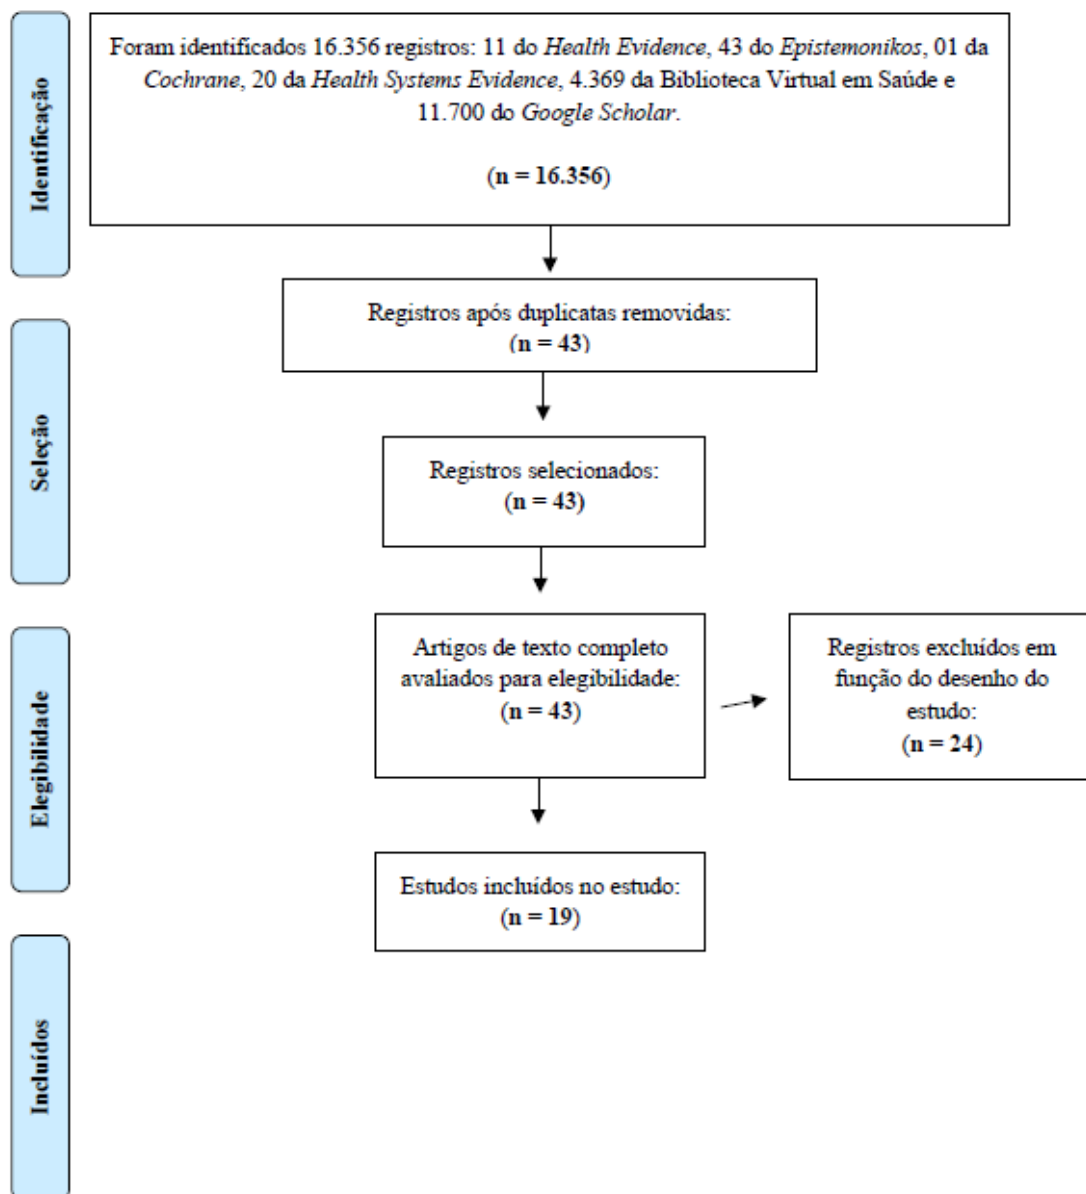 Identificação
Foram identificados 16.356 registros: 11 do Health Evidence, 43 do Epistemonikos, 01 da
Cochrane, 20 da Health Systems Evidence, 4.369 da Biblioteca Virtual em Saúde e
11.700 do Google Scholar.
(n = 16.356)
Seleção
Registros após duplicatas removidas:
(n = 43)
Registros selecionados:
(n = 43)
Elegibilidade
Artigos de texto completo
avaliados para elegibilidade:
(n = 43)
Registros excluídos em
função do desenho do
estudo:
(n = 24)
Estudos incluídos no estudo:
(n = 19)
Incluídos